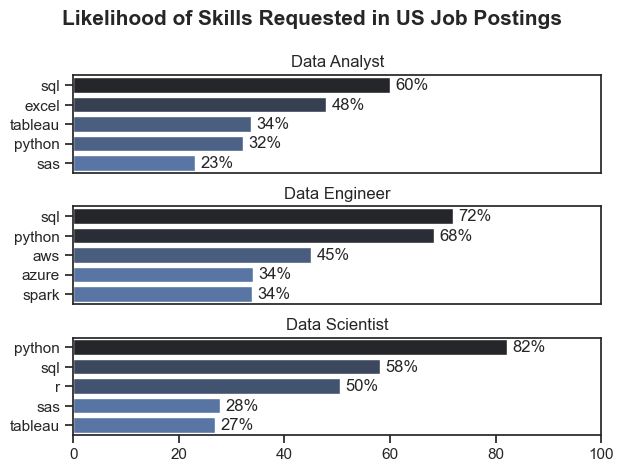 Likelihood of Skills Requested in US Job Postings
Data Analyst
sql 60%
excel 48%
tableau 34%
python 32%
sas 23%
Data Engineer
sql 72%
python 68%
aws 45%
azure 34%
spark 34%
Data Scientist
python 82%
sql 58%
r 50%
sas 28%
tableau 27%
0 20 40 60 80 100